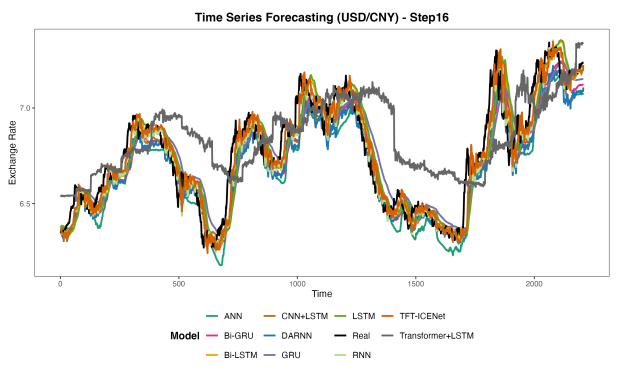 Time Series Forecasting (USD/CNY) - Step16
Exchange Rate
7.0
6.5
0 500 1000 1500 2000
Time
Model
ANN CNN+LSTM LSTM TFT-ICENet
Bi-GRU DARNN Real Transformer+LSTM
Bi-LSTM GRU RNN